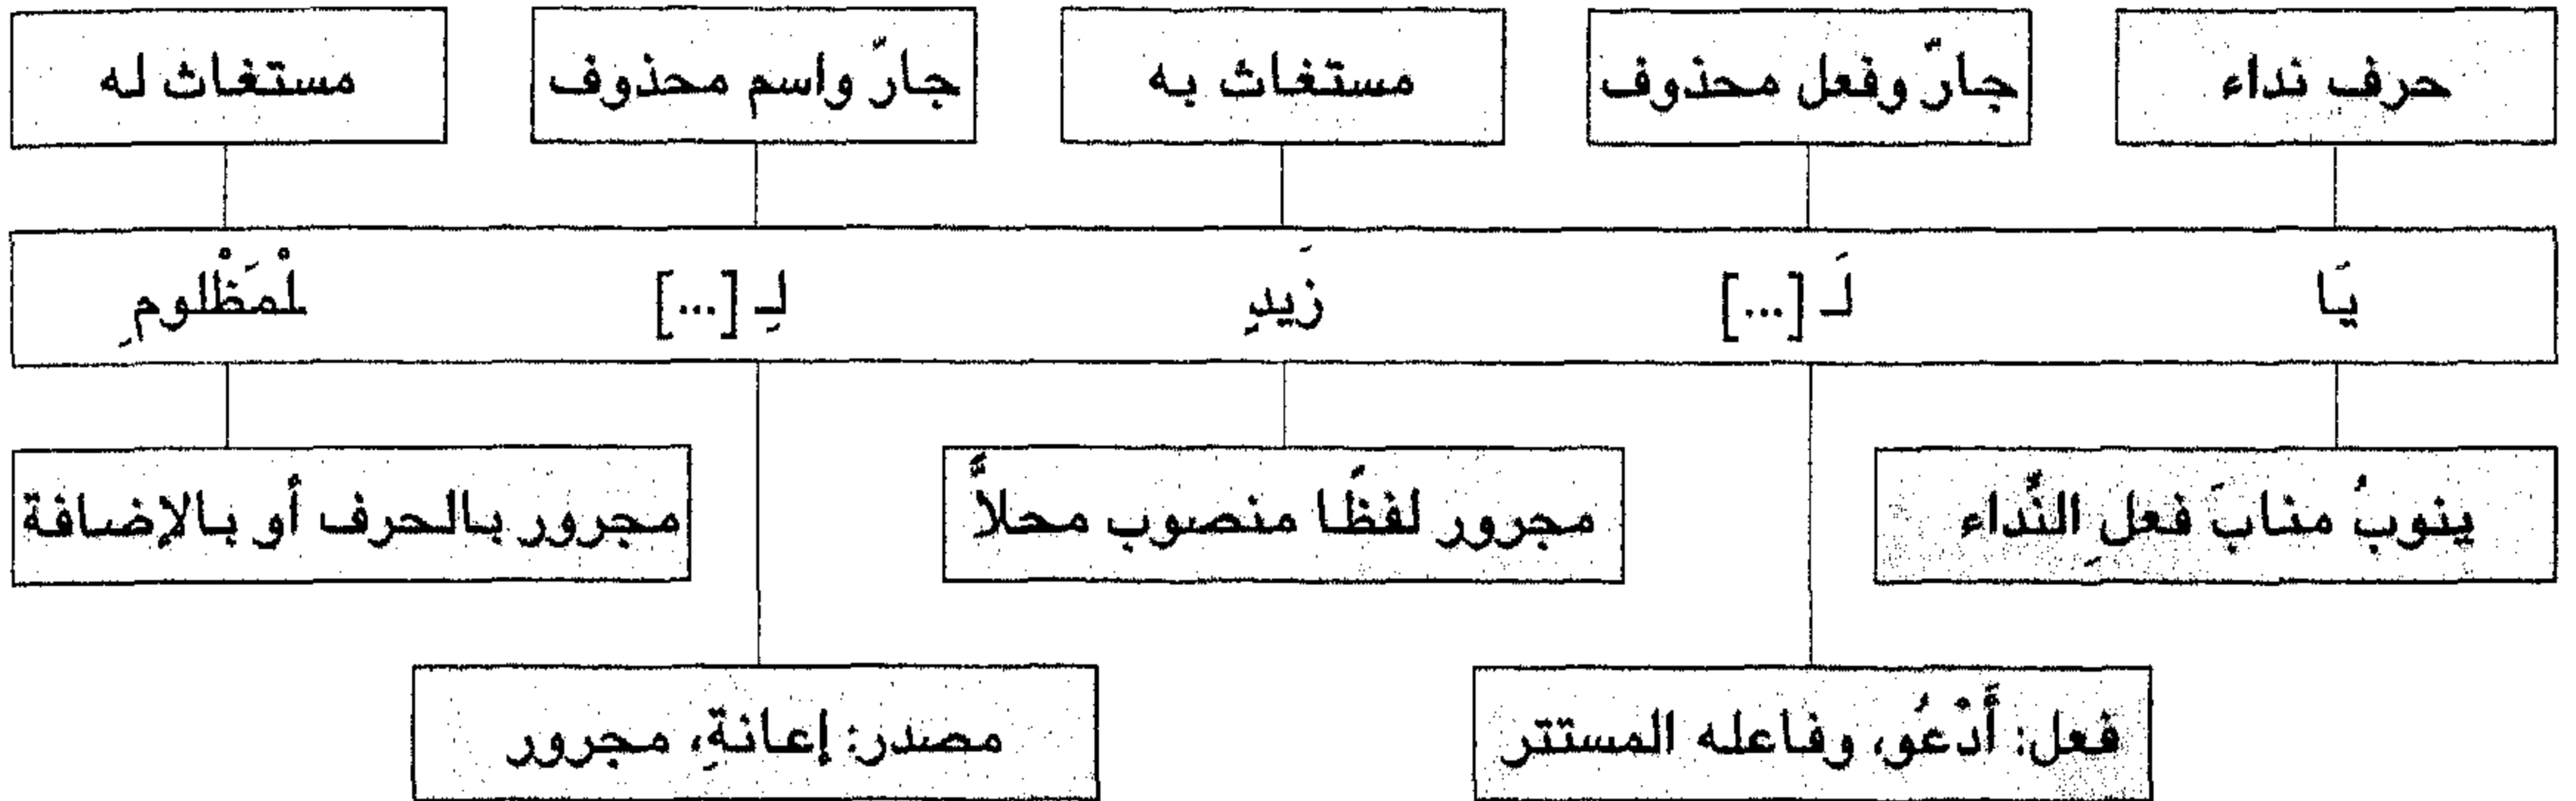 حرف نداء
جارّ وفعل محذوف
مستغاث به
جارّ واسم محذوف
مستغاث له
يَا
لَـ [...]
زَيدِ
لِـ [...]
لْمَظْلومِ
ينوبُ منابَ فعلِ النِّداء
مجرور لفظًا منصوب محلاًّ
مجرور بالحرف أو بالإضافة
فعل: أَدْعُو، وفاعله المستتر
مصدر: إعانةِ، مجرور